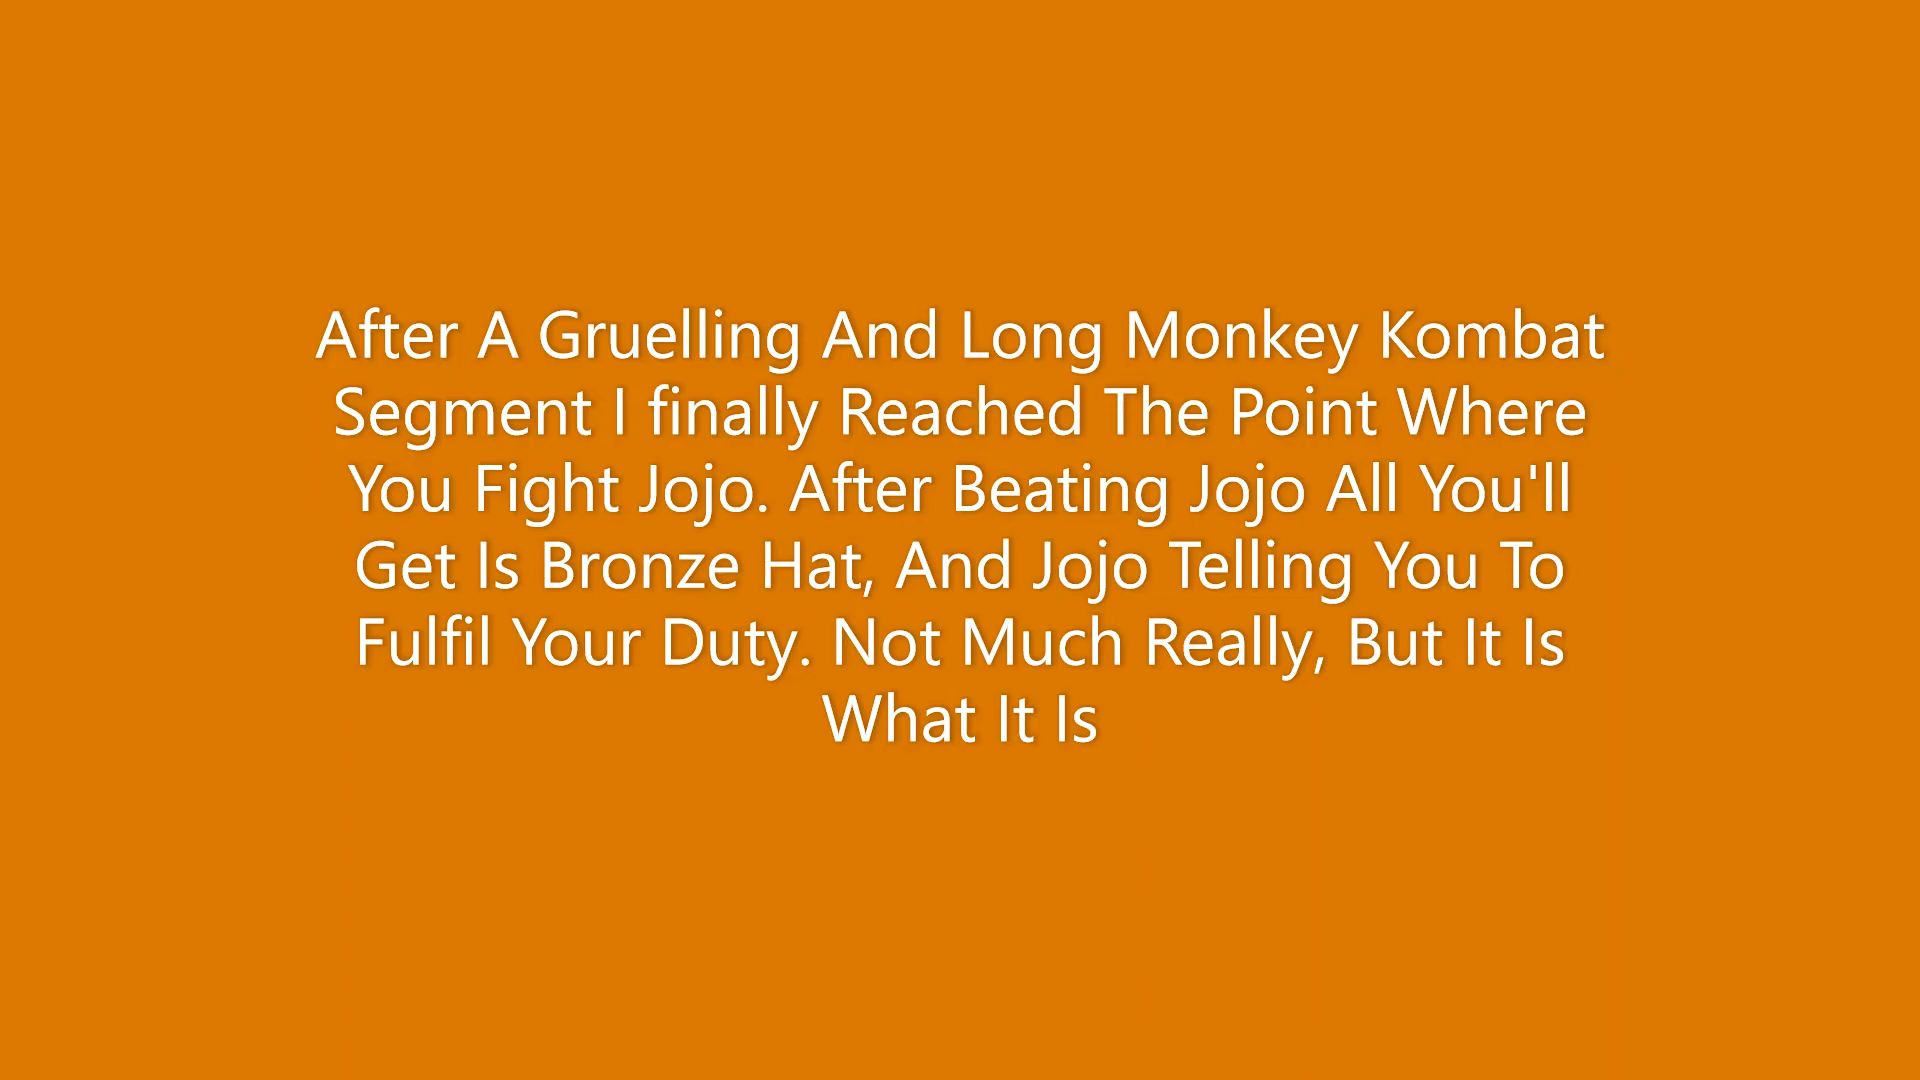 After A Gruelling And Long Monkey Kombat
Segment I finally Reached The Point Where
You Fight Jojo. After Beating Jojo All You'll
Get Is Bronze Hat, And Jojo Telling You To
Fulfil Your Duty. Not Much Really, But It Is
What It Is